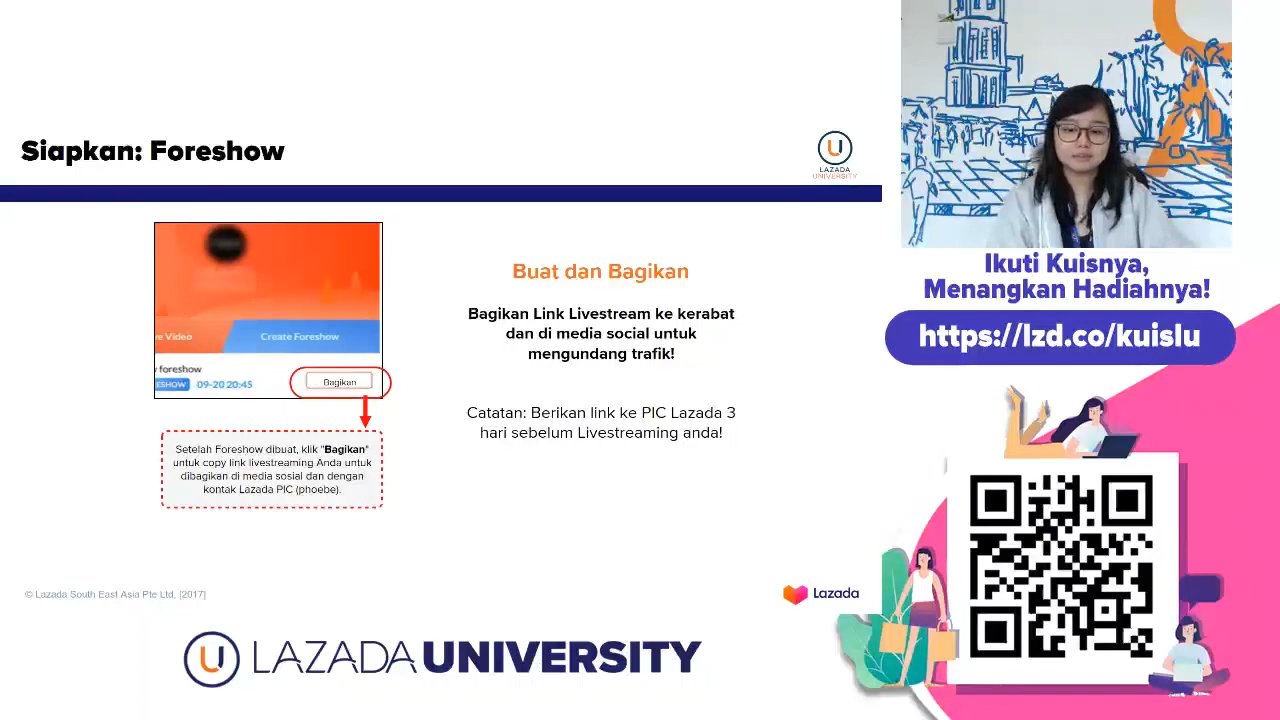 Siapkan: Foreshow
LAZADA
UNIVERSITY
Video
Create Foreshow
foreshow
09-20 20:45
Bagikan
Setelah Foreshow dibuat, klik "Bagikan"
untuk copy link livestreaming Anda untuk
dibagikan di media sosial dan dengan
kontak Lazada PIC (phoebe).
Buat dan Bagikan
Bagikan Link Livestream ke kerabat
dan di media social untuk
mengundang trafik!
Catatan: Berikan link ke PIC Lazada 3
hari sebelum Livestreaming anda!
© Lazada South East Asia Pte Ltd, [2017]
Lazada
LAZADA UNIVERSITY
Ikuti Kuisnya,
Menangkan Hadiahnya!
https://lzd.co/kuislu